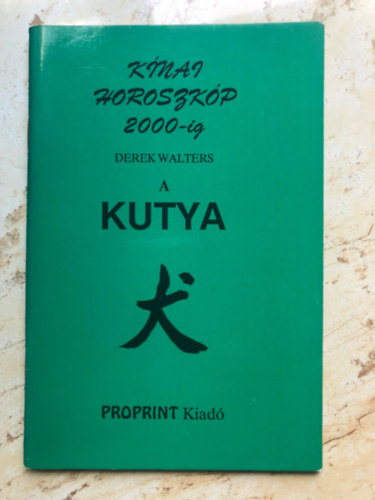 KÍNAI
HOROSZKÓP
2000-ig
DEREK WALTERS
A
KUTYA
犬
PROPRINT Kiadó